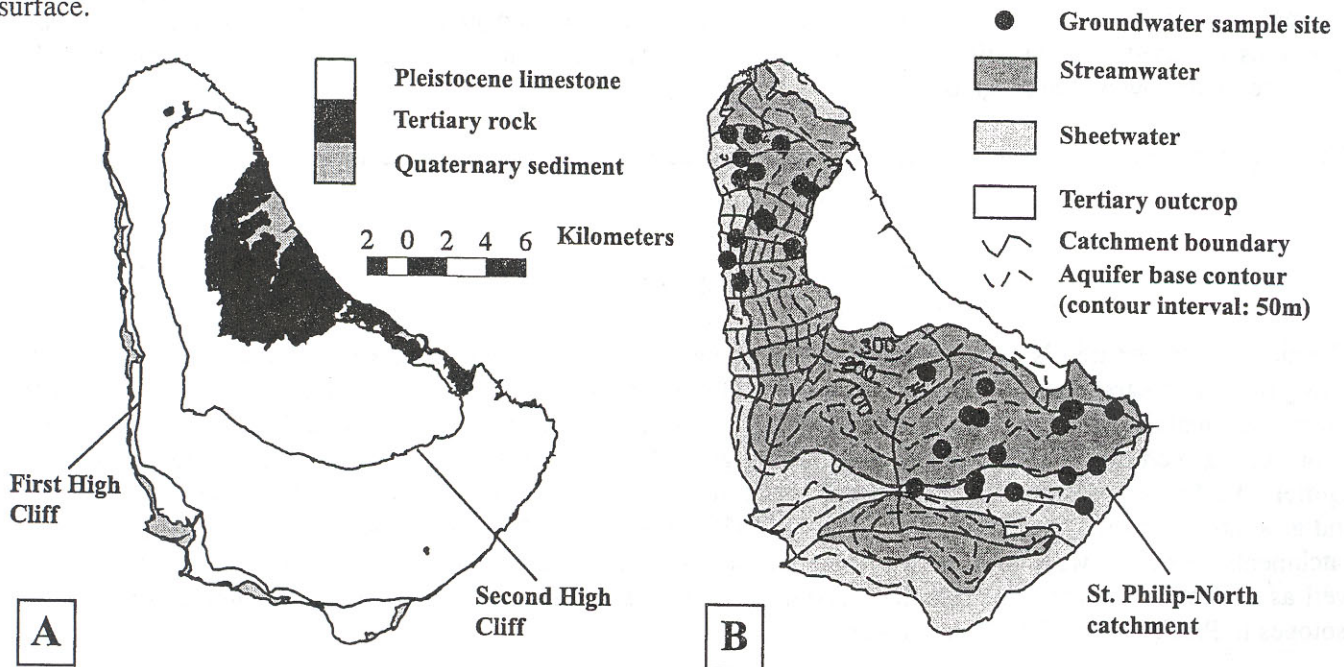 surface.
Pleistocene limestone
Tertiary rock
Quaternary sediment
2 0 2 4 6 Kilometers
First High
Cliff
Second High
Cliff
A
Groundwater sample site
Streamwater
Sheetwater
Tertiary outcrop
Catchment boundary
Aquifer base contour
(contour interval: 50m)
300
200
100
0
St. Philip-North
catchment
B